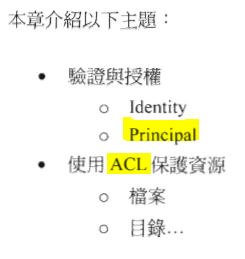 本章介紹以下主題：
• 驗證與授權
○ Identity
○ Principal
• 使用 ACL 保護資源
○ 檔案
○ 目錄…